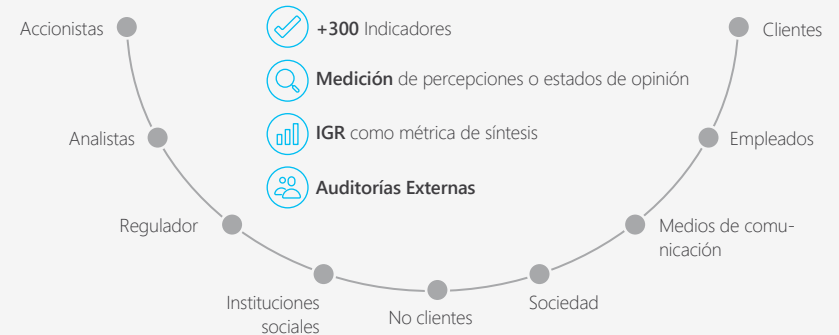 Accionistas
+300 Indicadores
Clientes
Medición de percepciones o estados de opinión
Analistas
IGR como métrica de síntesis
Empleados
Auditorías Externas
Regulador
Medios de comu-
nicación
Instituciones
sociales
No clientes
Sociedad